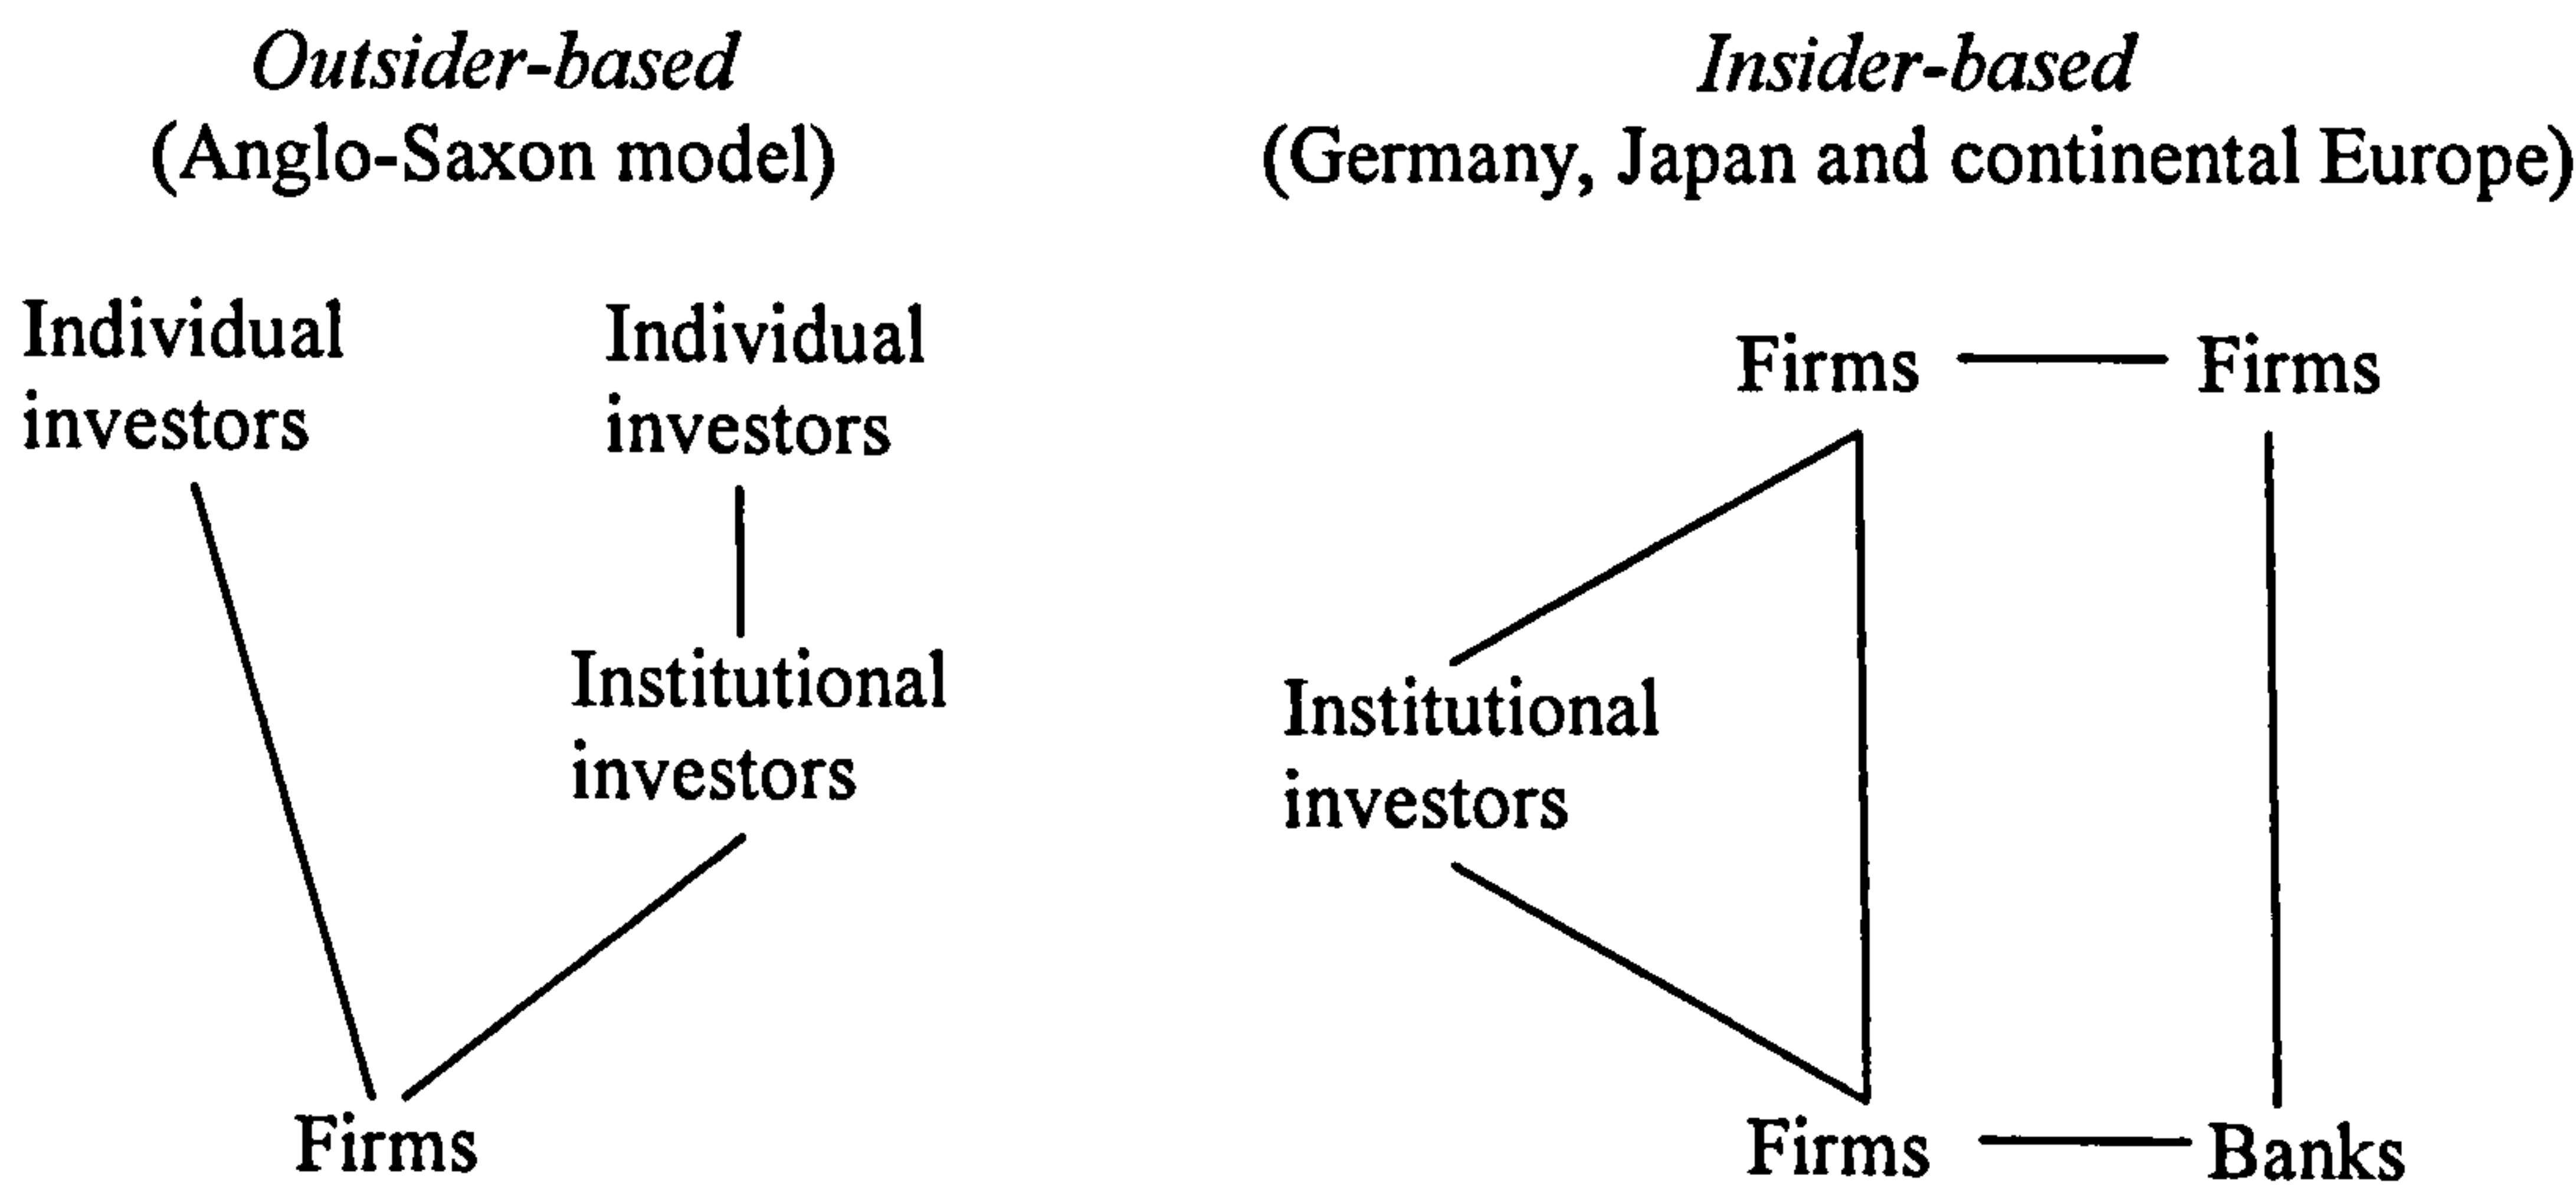 Outsider-based
(Anglo-Saxon model)
Individual
investors
Individual
investors
Institutional
investors
Firms
Insider-based
(Germany, Japan and continental Europe)
Firms
Firms
Institutional
investors
Firms
Banks